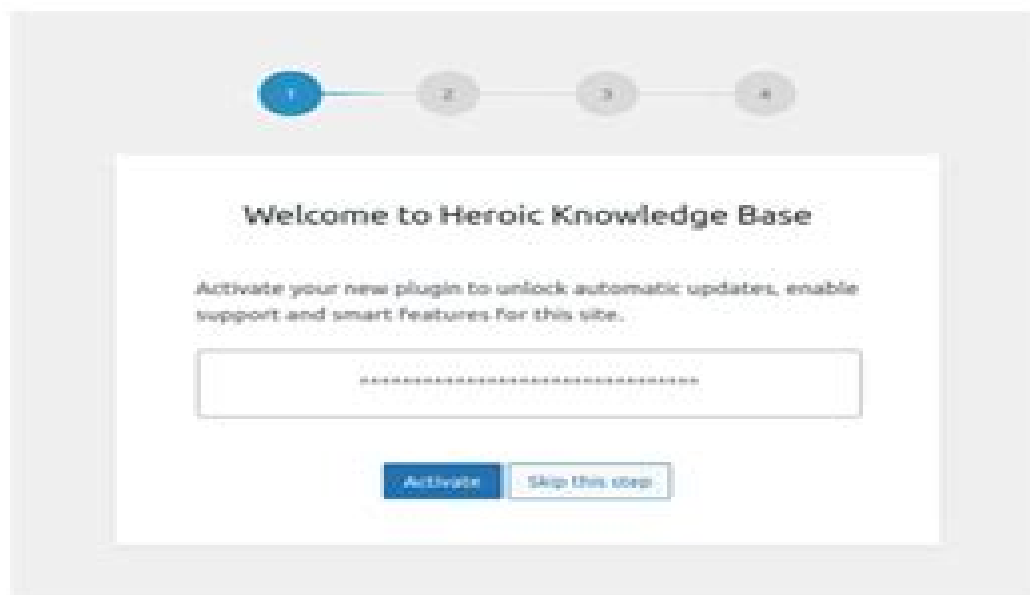 1 2 3 4
Welcome to Heroic Knowledge Base
Activate your new plugin to unlock automatic updates, enable
support and smart features for this site.
Activate Skip this step